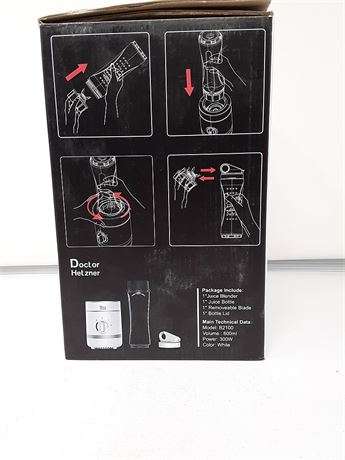 Doctor
Hetzner
Package Include:
1*Juice Blender
1* Juice Bottle
1* Removeable Blade
1* Bottle Lid
Main Technical Data:
Model: B2100
Volume : 600ml
Power: 300W
Color: White